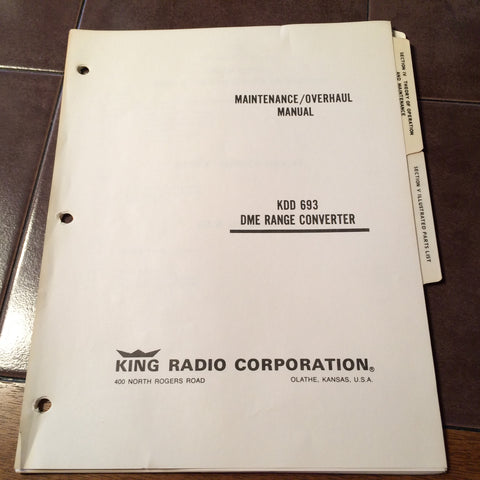 MAINTENANCE/OVERHAUL
MANUAL
KDD 693
DME RANGE CONVERTER
KING RADIO CORPORATION®
400 NORTH ROGERS ROAD
OLATHE, KANSAS, U.S.A.
SECTION IV THEORY OF OPERATION
AND MAINTENANCE
SECTION V ILLUSTRATED PARTS LIST